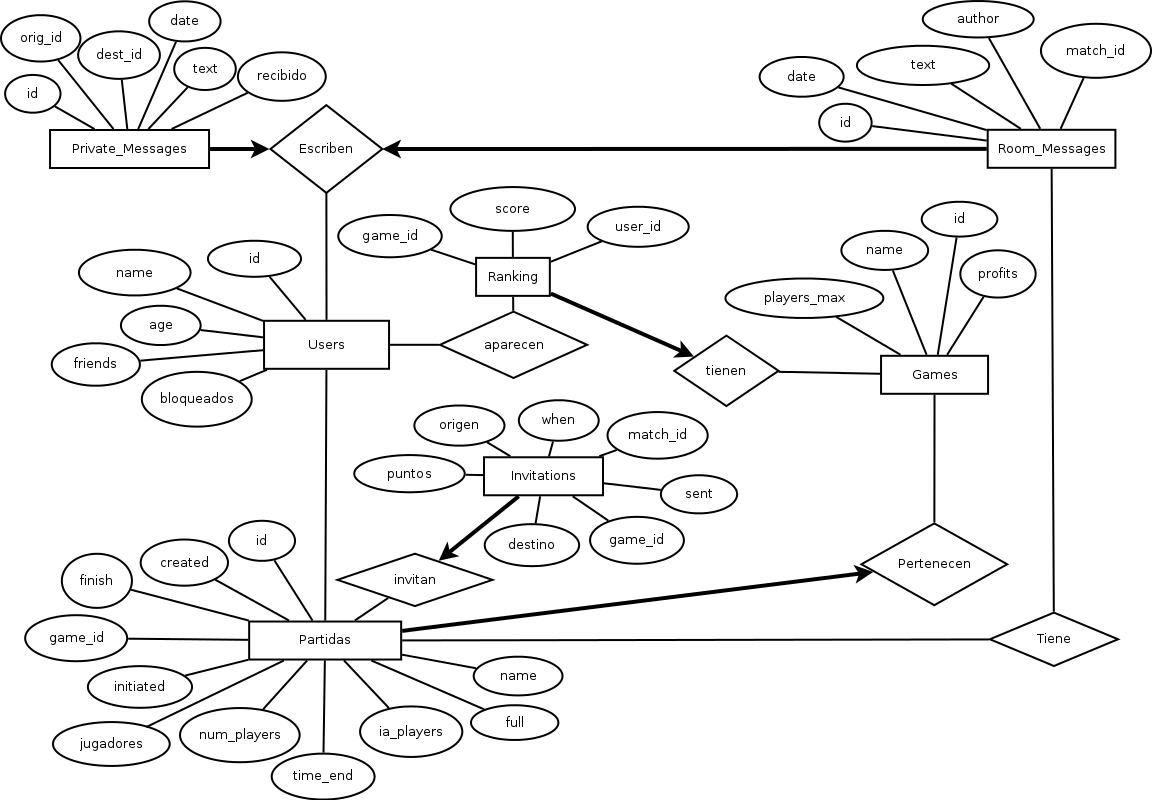 date
author
orig_id
match_id
dest_id
text
text
recibido
date
id
id
Private_Messages
Escriben
Room_Messages
score
id
game_id
user_id
name
id
name
profits
Ranking
players_max
age
Users
aparecen
friends
tienen
Games
bloqueados
when
origen
match_id
puntos
Invitations
sent
id
game_id
destino
created
Pertenecen
finish
invitan
game_id
Partidas
Tiene
name
initiated
full
num_players
ia_players
jugadores
time_end